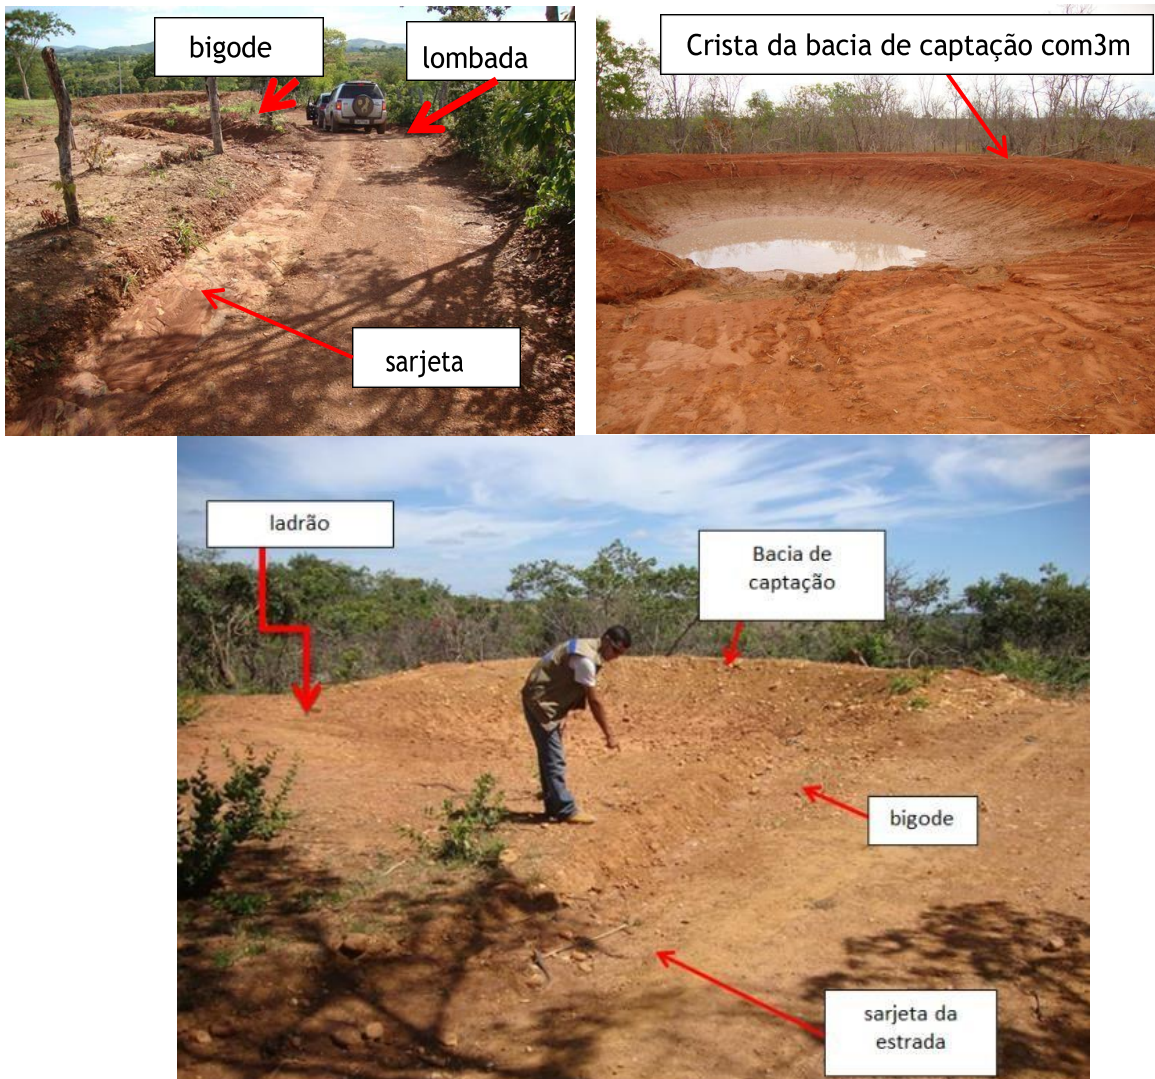 bigode
lombada
sarjeta
Crista da bacia de captação com3m
ladrão
Bacia de
captação
bigode
sarjeta da
estrada